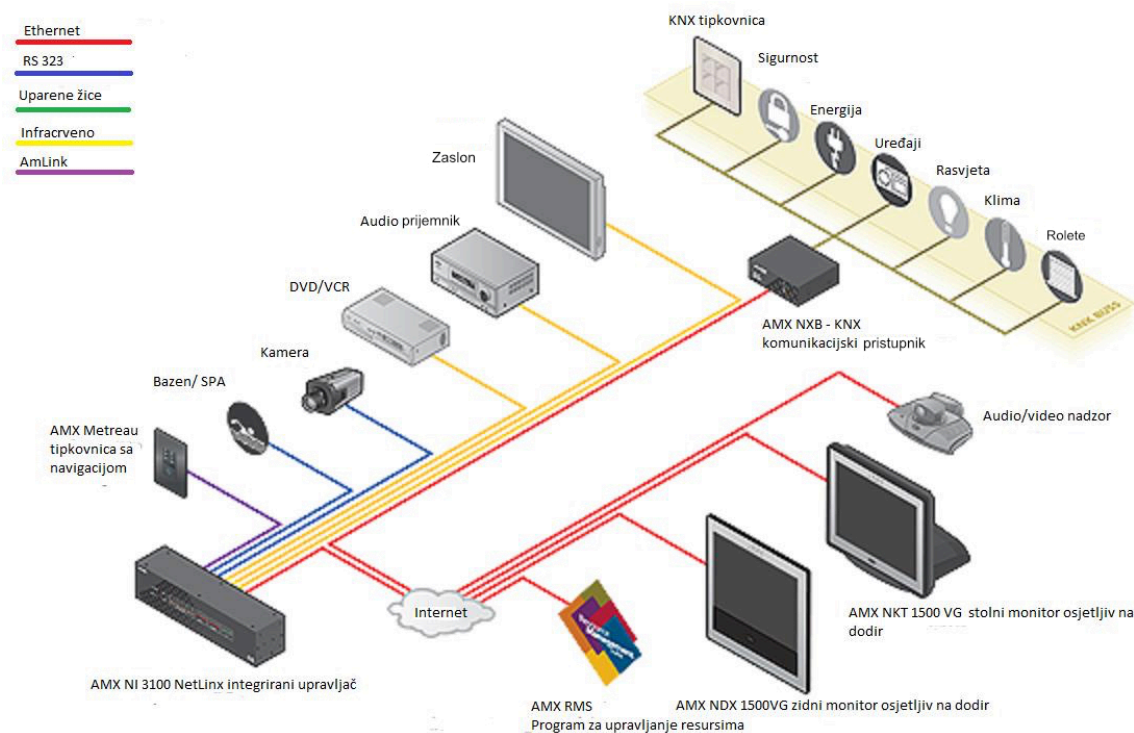 Ethernet
RS 323
Uparene žice
Infracrveno
AmLink
KNX tipkovnica
Sigurnost
Energija
Uređaji
Rasvjeta
Klima
Rolete
KNK BUSS
Zaslon
Audio prijemnik
DVD/VCR
Kamera
Bazen/ SPA
AMX Metreau
tipkovnica sa
navigacijom
AMX NXB - KNX
komunikacijski pristupnik
Audio/video nadzor
Internet
Management
AMX NKT 1500 VG stolni monitor osjetljiv na
dodir
AMX NI 3100 NetLinx integrirani upravljač
AMX RMS
Program za upravljanje resursima
AMX NDX 1500VG zidni monitor osjetljiv na dodir